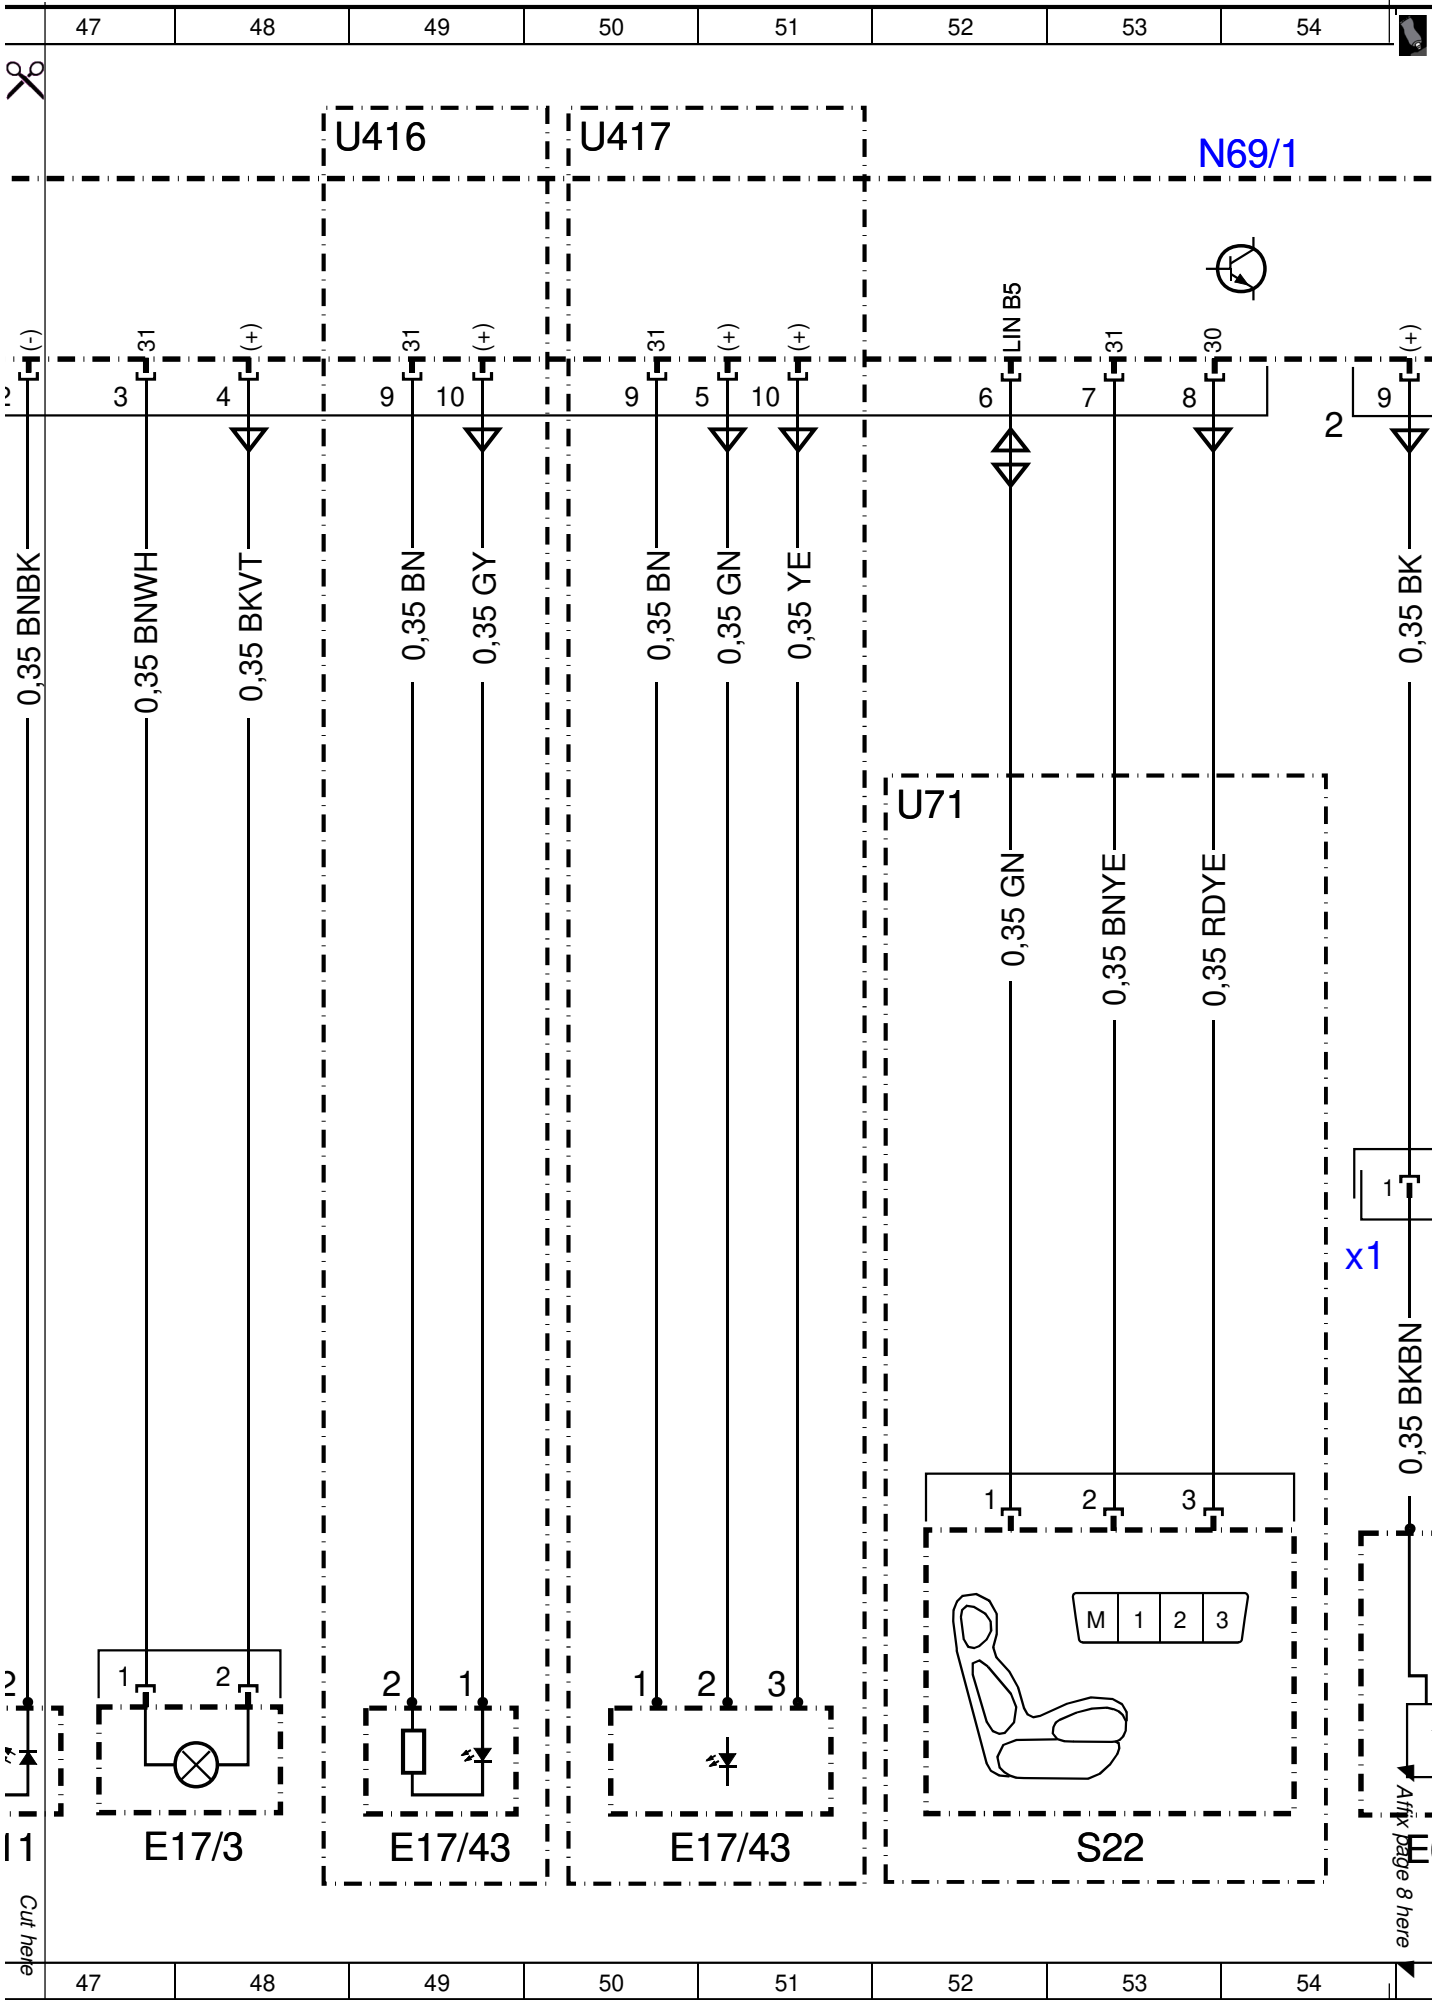 47 48 49 50 51 52 53 54
U416 U417
N69/1
(-) 31 (+) 31 (+) 31 (+) (+) LIN B5 31 30 (+)
2 3 4 9 10 9 5 10 6 7 8 9
2
0,35 BNBK 0,35 BNWH 0,35 BKVT 0,35 BN 0,35 GY 0,35 BN 0,35 GN 0,35 YE 0,35 BK
U71
0,35 GN 0,35 BNYE 0,35 RDYE
1
x1
0,35 BKBN
1 2 3
M 1 2 3
2 1 2 2 1 1 2 3
11 E17/3 E17/43 E17/43 S22
Cut here
Affix page 8 here
47 48 49 50 51 52 53 54